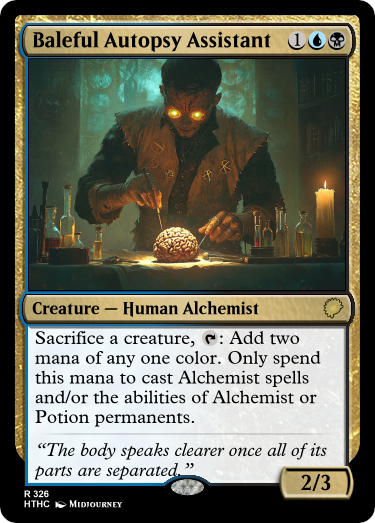 Baleful Autopsy Assistant 1
Creature — Human Alchemist
Sacrifice a creature, : Add two
mana of any one color. Only spend
this mana to cast Alchemist spells
and/or the abilities of Alchemist or
Potion permanents.
“The body speaks clearer once all of its
parts are separated.”
2/3
R 326
HTHC Midjourney